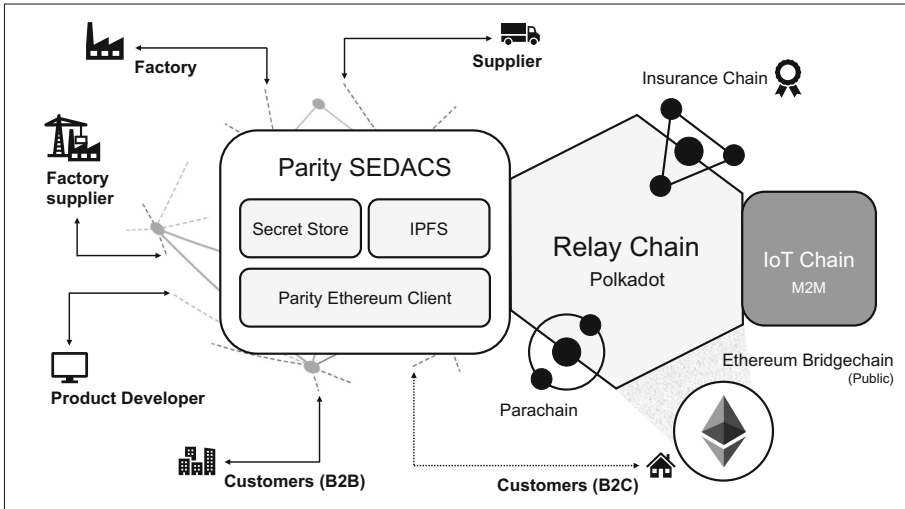 Factory
Supplier
Insurance Chain
Factory
supplier
Parity SEDACS
Secret Store
IPFS
Parity Ethereum Client
Relay Chain
Polkadot
IoT Chain
M2M
Product Developer
Parachain
Ethereum Bridgechain
(Public)
Customers (B2B)
Customers (B2C)